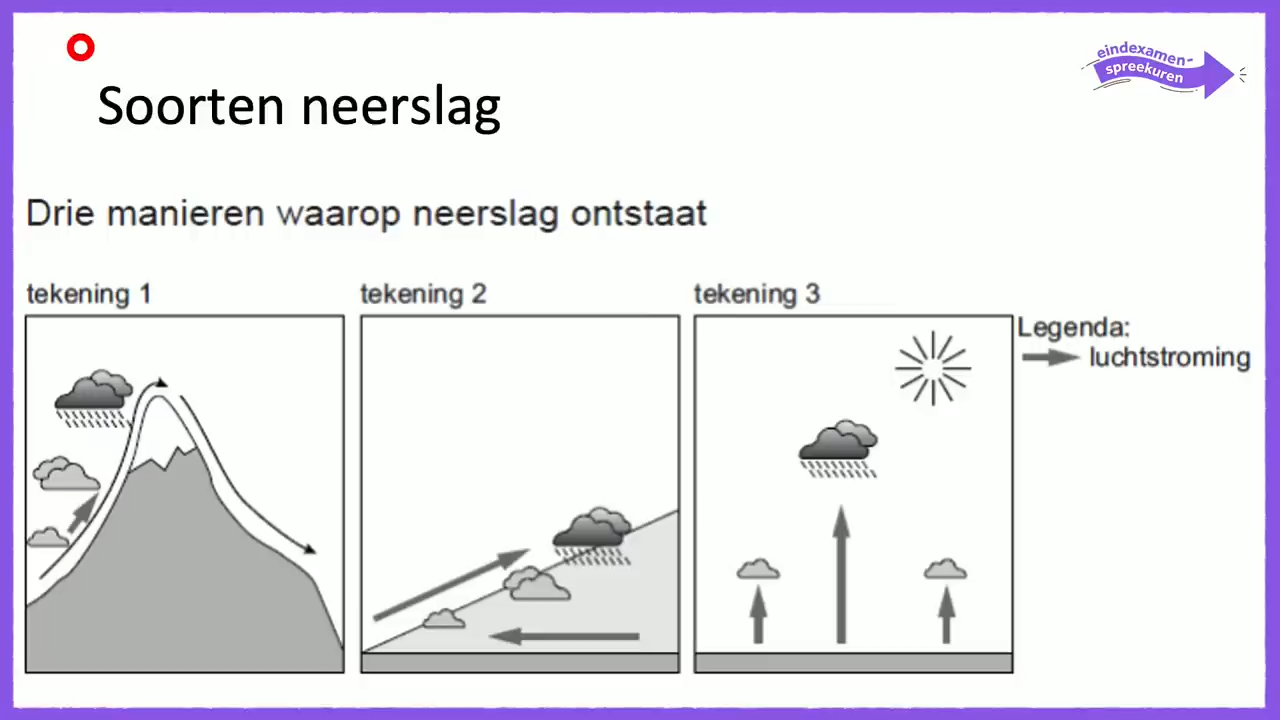 eindexamen-
spreekuren
Soorten neerslag
Drie manieren waarop neerslag ontstaat
tekening 1
tekening 2
tekening 3
Legenda:
luchtstroming